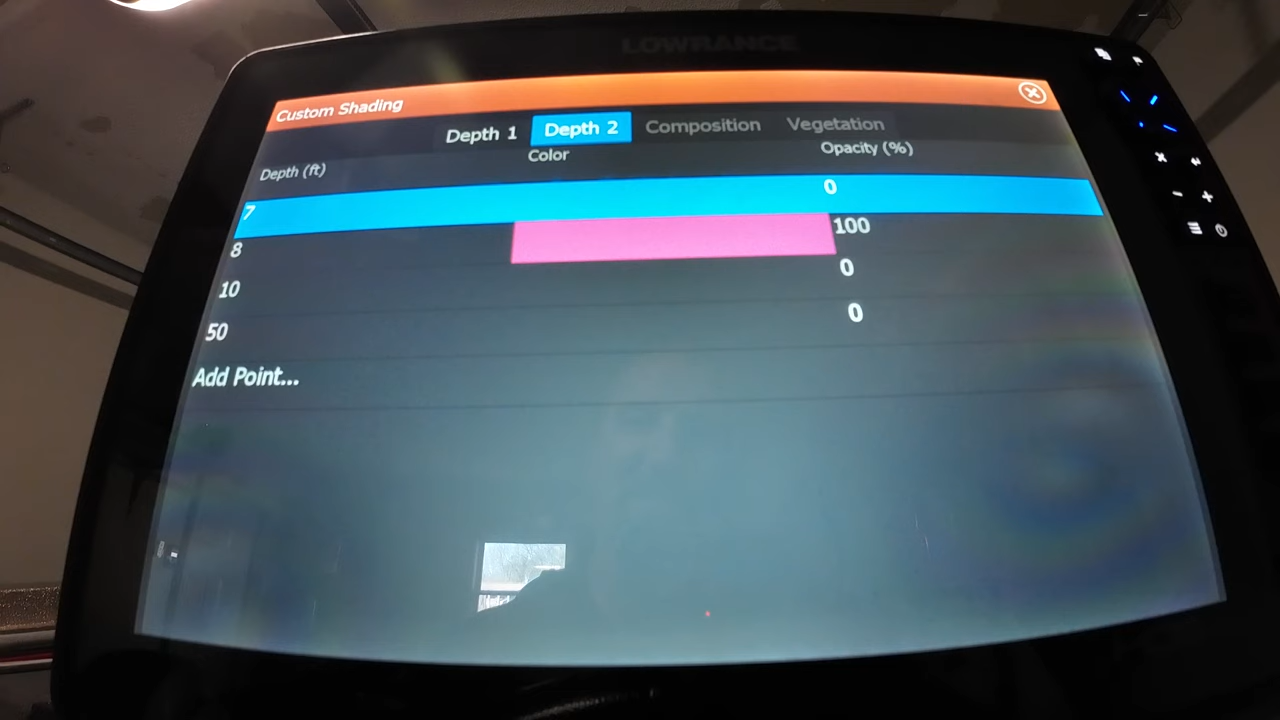 LOWRANCE
Custom Shading
Depth 1 Depth 2 Composition Vegetation
Depth (ft) Color Opacity (%)
7 0
8 100
10 0
50 0
Add Point...